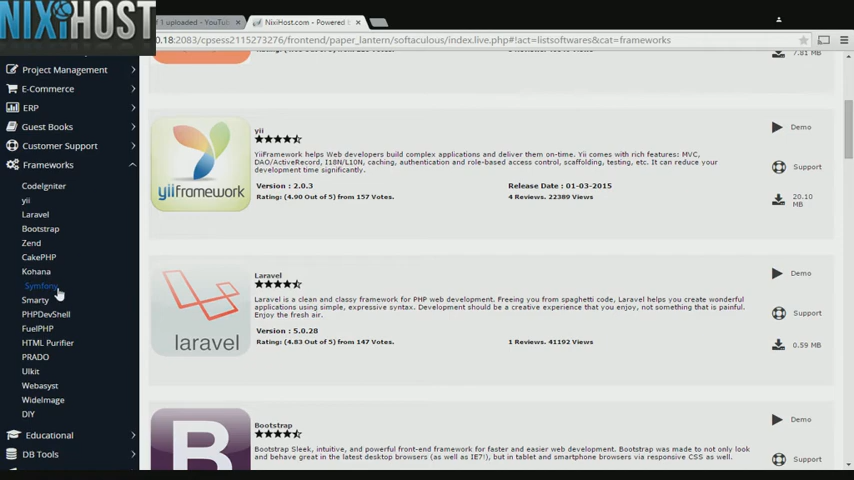 NIXIHOST
1 uploaded - YouTu
NixiHost.com - Powered b
0.18:2083/cpsess2115273276/frontend/paper_lantern/softaculous/index.live.php#!act=listsoftwares&cat=frameworks
Project Management
E-Commerce
ERP
Guest Books
Customer Support
Frameworks
CodeIgniter
yii
Laravel
Bootstrap
Zend
CakePHP
Kohana
Symfony
Smarty
PHPDevShell
FuelPHP
HTML Purifier
PRADO
UIkit
Webasyst
WideImage
DIY
Educational
DB Tools
7.81 MB
yiiframework
yii
YiiFramework helps Web developers build complex applications and deliver them on-time. Yii comes with rich features: MVC,
DAO/ActiveRecord, I18N/L10N, caching, authentication and role-based access control, scaffolding, testing, etc. It can reduce your
development time significantly.
Version : 2.0.3
Release Date : 01-03-2015
Rating: (4.90 Out of 5) from 157 Votes.
4 Reviews. 22389 Views
Demo
Support
20.10
MB
laravel
Laravel
Laravel is a clean and classy framework for PHP web development. Freeing you from spaghetti code, Laravel helps you create wonderful
applications using simple, expressive syntax. Development should be a creative experience that you enjoy, not something that is painful.
Enjoy the fresh air.
Version : 5.0.28
Rating: (4.83 Out of 5) from 147 Votes.
1 Reviews. 41192 Views
Demo
Support
0.59 MB
B
Bootstrap
Bootstrap Sleek, intuitive, and powerful front-end framework for faster and easier web development. Bootstrap was made to not only look
and behave great in the latest desktop browsers (as well as IE7!), but in tablet and smartphone browsers via responsive CSS as well.
Demo
Support